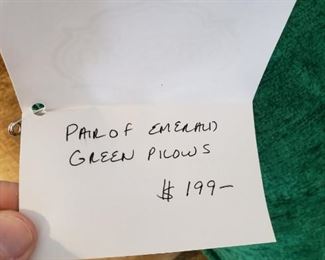 PAIR OF EMERALD
GREEN PILOWS
$ 199-